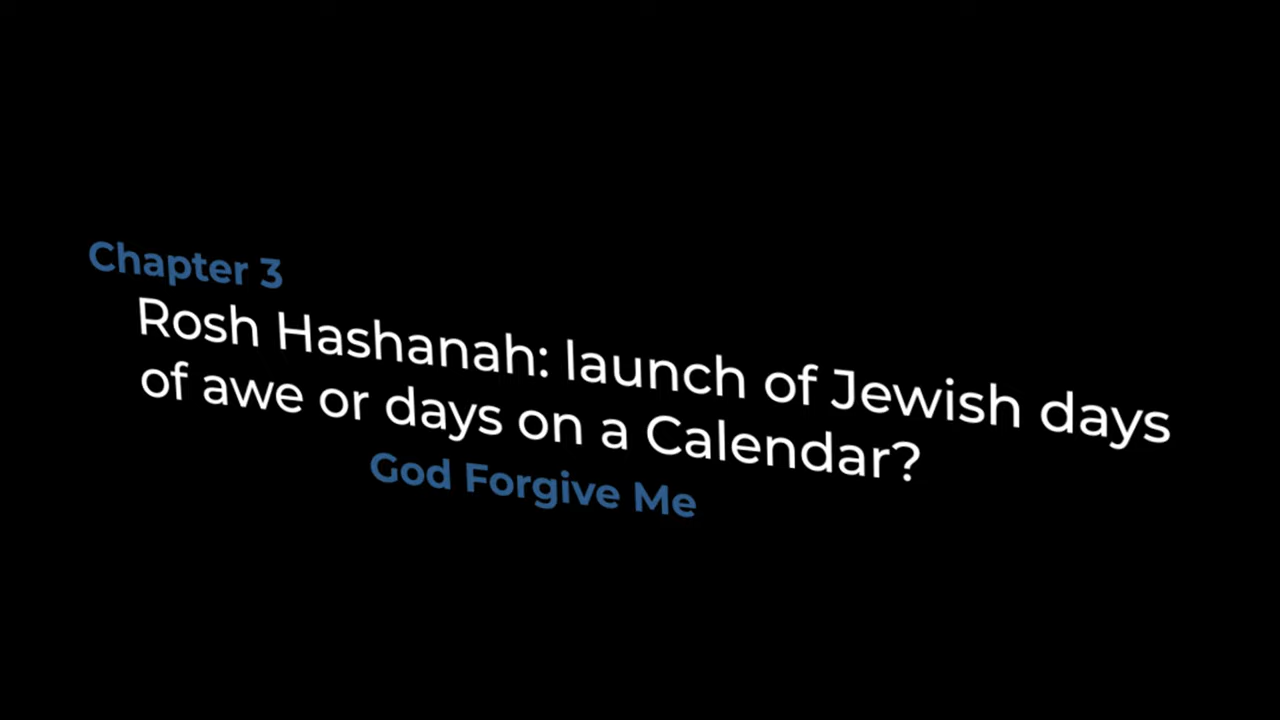 Chapter 3
Rosh Hashanah: launch of Jewish days
of awe or days on a Calendar?
God Forgive Me